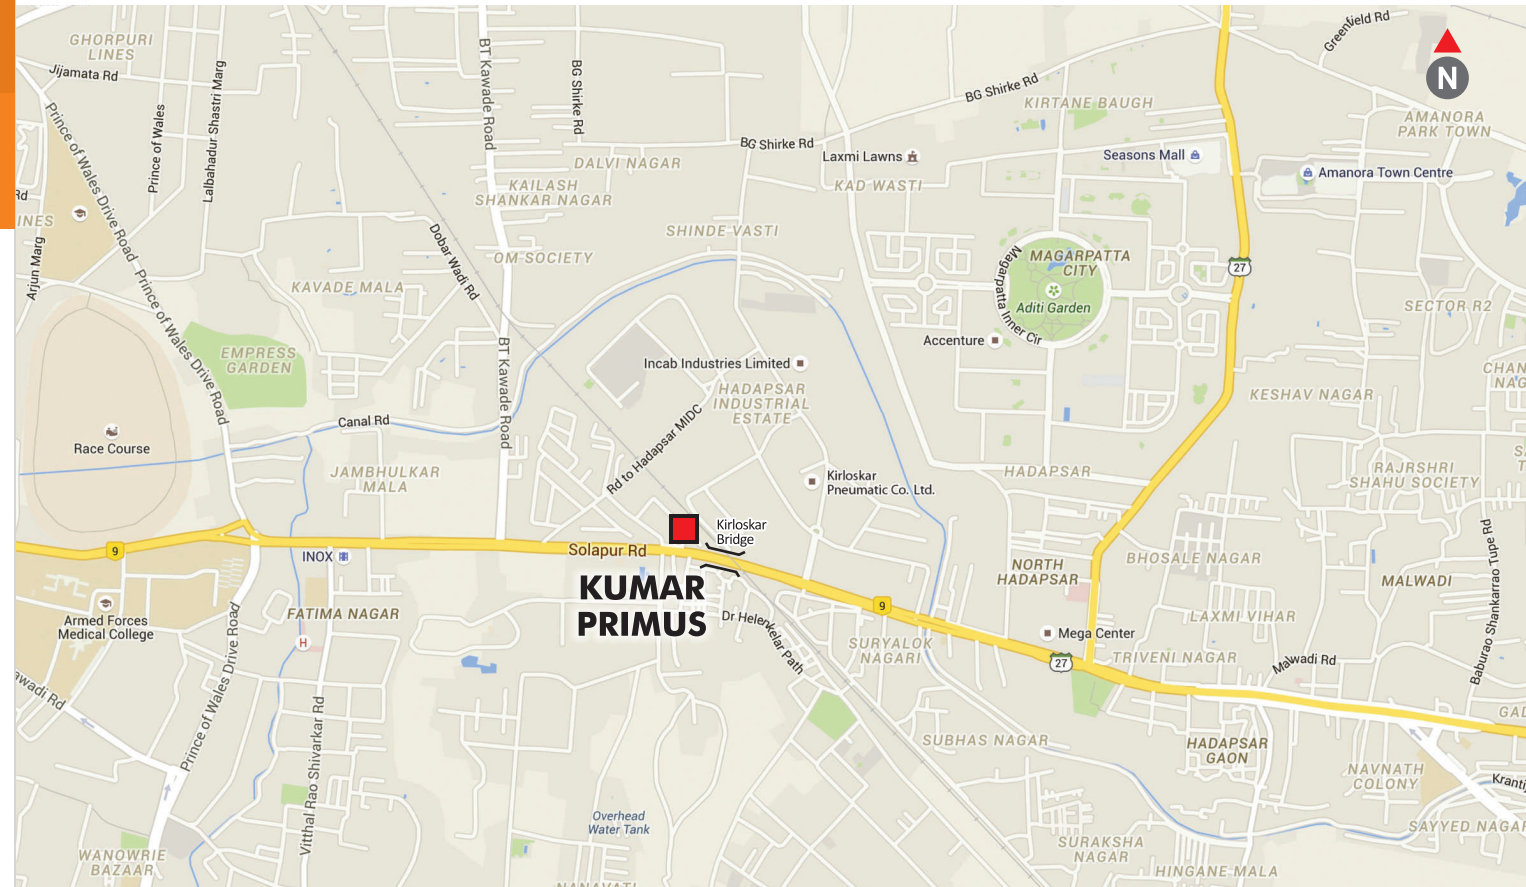 GHORPURI
LINES
Jijamata Rd
Prince of Wales
Lalbahadur Shastri Marg
Prince of Wales Drive Road
Prince of Wales Drive Road
Rd
INES
Arjun Marg
BT Kawade Road
BG Shirke Rd
DALVI NAGAR
KAILASH
SHANKAR NAGAR
Dobar Wadi Rd
OM SOCIETY
KAVADE MALA
EMPRESS
GARDEN
BG Shirke Rd
Laxmi Lawns
KAD WASTI
SHINDE VASTI
BG Shirke Rd
KIRTANE BAUGH
Seasons Mall
Greenfield Rd
N
AMANORA
PARK TOWN
Amanora Town Centre
27
MAGARPATTA
CITY
Aditi Garden
Magarpatta Inner Cir
Accenture
SECTOR R2
CHAN
NAG
KESHAV NAGAR
Incab Industries Limited
HADAPSAR
INDUSTRIAL
ESTATE
Rd to Hadapsar MIDC
BT Kawade Road
Canal Rd
Race Course
JAMBHULKAR
MALA
Kirloskar
Pneumatic Co. Ltd.
HADAPSAR
RAJRSHRI
SHAHU SOCIETY
Kirloskar
Bridge
Solapur Rd
9
INOX
KUMAR
PRIMUS
NORTH
HADAPSAR
BHOSALE NAGAR
MALWADI
Baburao Shankarrao Tupe Rd
Armed Forces
Medical College
FATIMA NAGAR
H
Dr Helenkelar Path
9
SURYALOK
NAGARI
Mega Center
27
LAXMI VIHAR
TRIVENI NAGAR
Malwadi Rd
awadi Rd
Prince of Wales Drive Road
Vitthal Rao Shivarkar Rd
SUBHAS NAGAR
HADAPSAR
GAON
GAD
NAVNATH
COLONY
Krantij
Overhead
Water Tank
WANOWRIE
BAZAAR
SURAKSHA
NAGAR
SAYYED NAGAR
HINGANE MALA
NANAVATI